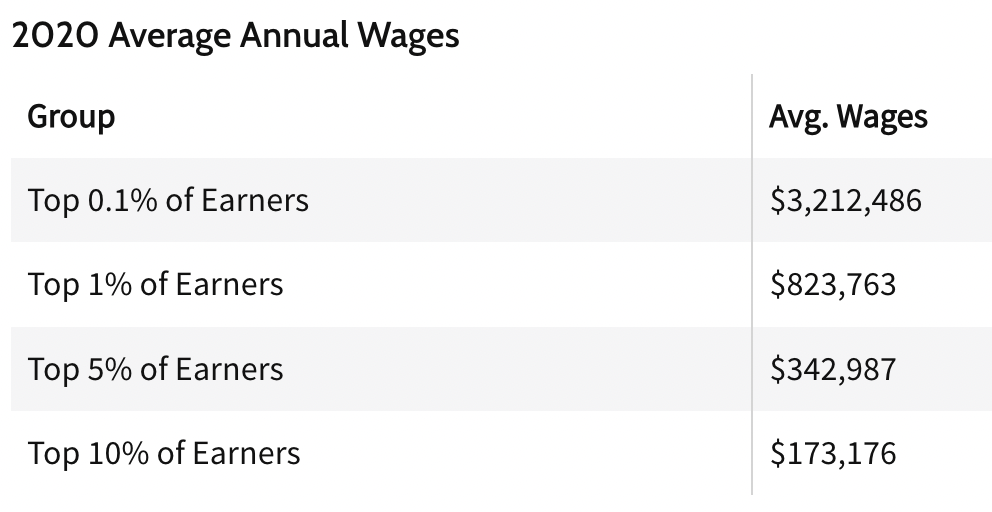 2020 Average Annual Wages
Group Avg. Wages
Top 0.1% of Earners $3,212,486
Top 1% of Earners $823,763
Top 5% of Earners $342,987
Top 10% of Earners $173,176